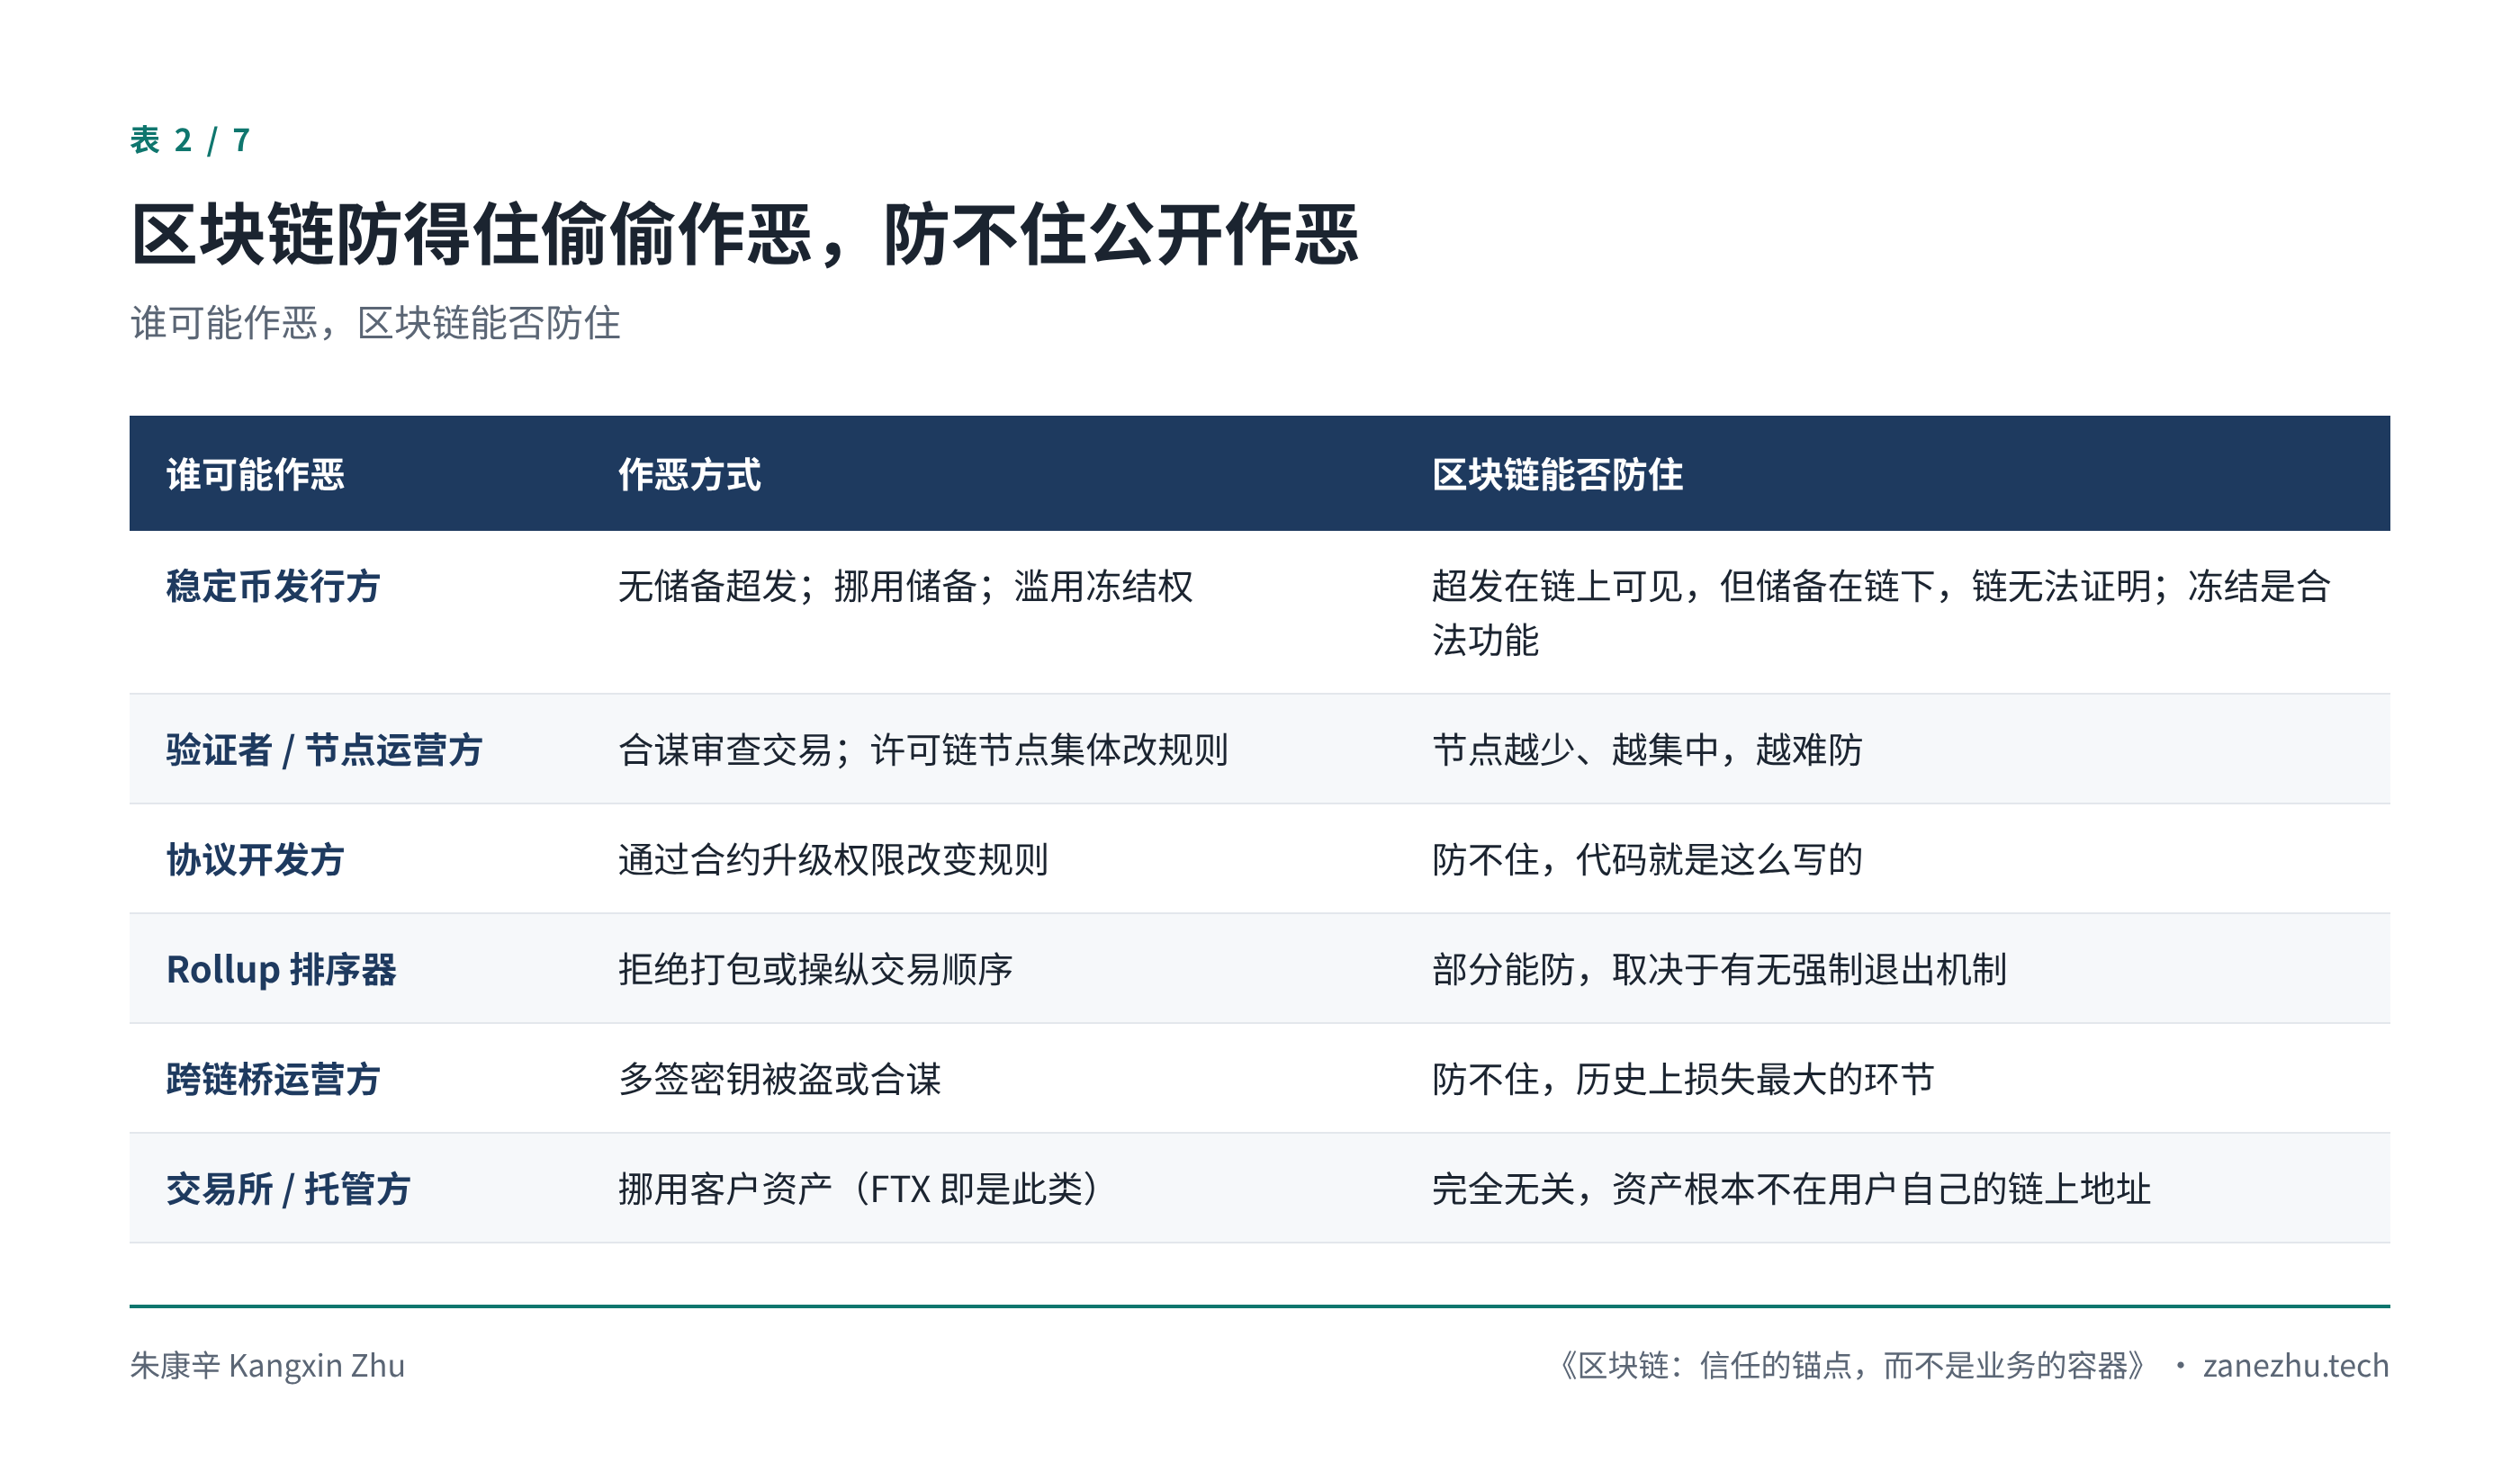 表 2 / 7
区块链防得住偷偷作恶，防不住公开作恶
谁可能作恶，区块链能否防住
谁可能作恶 作恶方式 区块链能否防住
稳定币发行方 无储备超发；挪用储备；滥用冻结权 超发在链上可见，但储备在链下，链无法证明；冻结是合
法功能
验证者 / 节点运营方 合谋审查交易；许可链节点集体改规则 节点越少、越集中，越难防
协议开发方 通过合约升级权限改变规则 防不住，代码就是这么写的
Rollup 排序器 拒绝打包或操纵交易顺序 部分能防，取决于有无强制退出机制
跨链桥运营方 多签密钥被盗或合谋 防不住，历史上损失最大的环节
交易所 / 托管方 挪用客户资产（FTX 即是此类） 完全无关，资产根本不在用户自己的链上地址
朱康辛 Kangxin Zhu 《区块链：信任的锚点，而不是业务的容器》 · zanezhu.tech